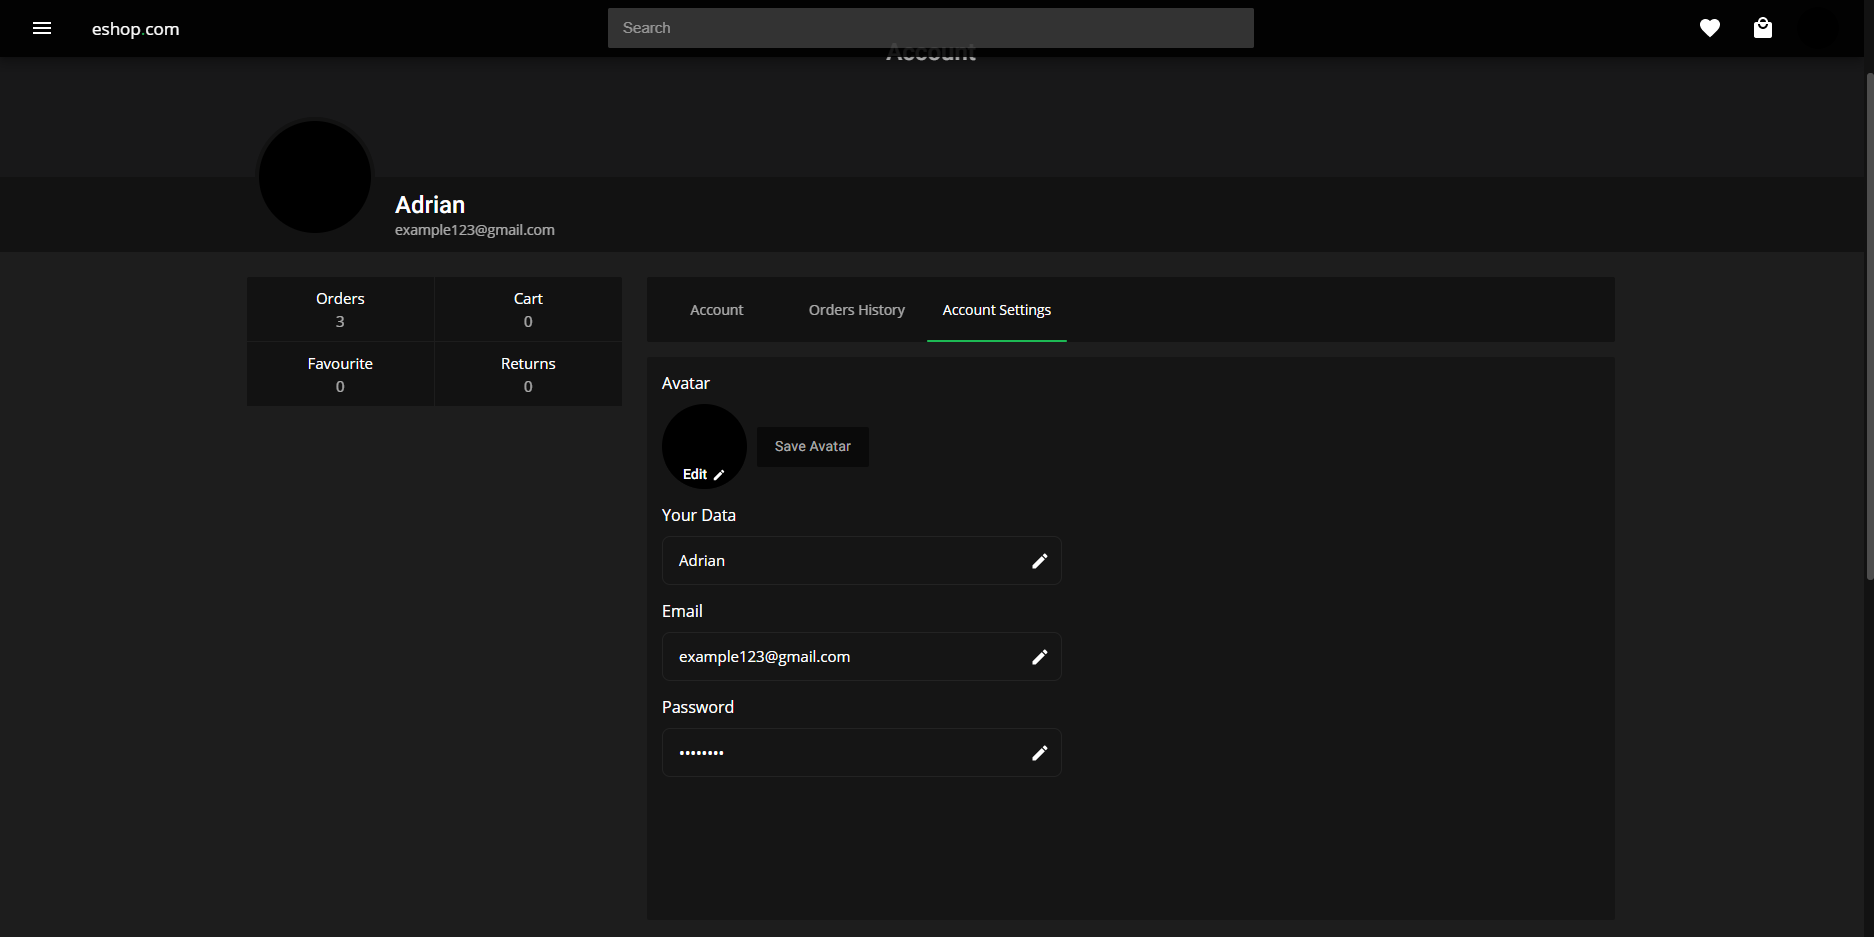 eshop.com
Search
Account
Adrian
example123@gmail.com
Orders
3
Cart
0
Favourite
0
Returns
0
Account
Orders History
Account Settings
Avatar
Edit
Save Avatar
Your Data
Adrian
Email
example123@gmail.com
Password
••••••••